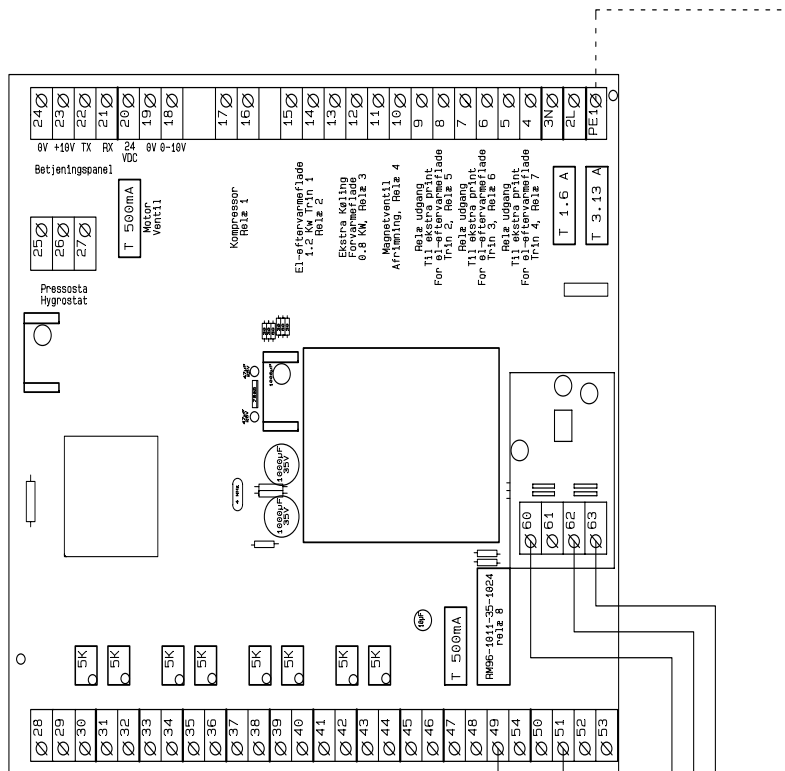 24
23
22
21
20
19
18
17
16
15
14
13
12
11
10
9
8
7
6
5
4
3N
2L
PE1
0V +10V TX RX 24 VDC 0V 0-10V
Betjeningspanel
T 500mA
Motor
Ventil
Kompressor
Relæ 1
El-eftervarmeflade
1.2 Kw Trin 1
Relæ 2
Ekstra Køling
Forvarmeflade
0.8 KW, Relæ 3
Magnetventil
Afrimning, Relæ 4
Relæ udgang
Til ekstra print
For el-eftervarmeflade
Trin 2, Relæ 5
Relæ udgang
Til ekstra print
For el-eftervarmeflade
Trin 3, Relæ 6
Relæ udgang
Til ekstra print
For el-eftervarmeflade
Trin 4, Relæ 7
T 1.6 A
T 3.13 A
25
26
27
Pressosta
Hygrostat
1000µF
35V
1000µF
35V
60
61
62
63
10µF
T 500mA
RM96-1011-35-1024
relæ 8
5K
5K
5K
5K
5K
5K
5K
5K
28
29
30
31
32
33
34
35
36
37
38
39
40
41
42
43
44
45
46
47
48
49
54
50
51
52
53